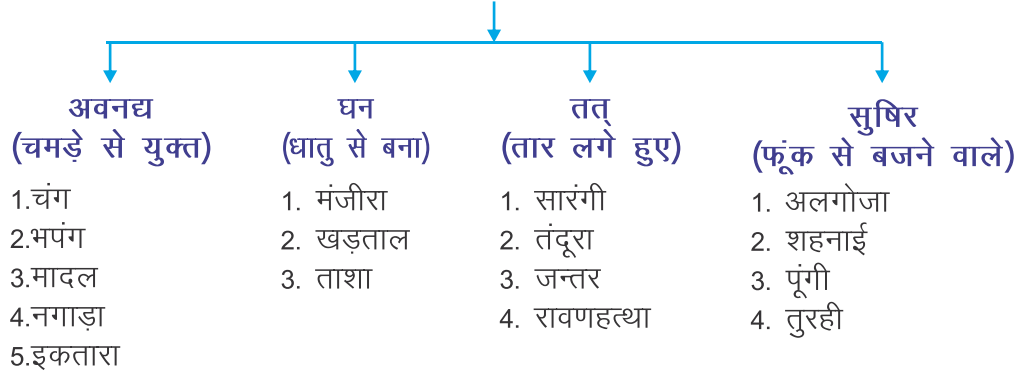 अवनद्य
(चमड़े से युक्त)
1.चंग
2.भपंग
3.मादल
4.नगाड़ा
5.इकतारा
घन
(धातु से बना)
1. मंजीरा
2. खड़ताल
3. ताशा
तत्
(तार लगे हुए)
1. सारंगी
2. तंदूरा
3. जन्तर
4. रावणहत्था
सुषिर
(फूंक से बजने वाले)
1. अलगोजा
2. शहनाई
3. पूंगी
4. तुरही